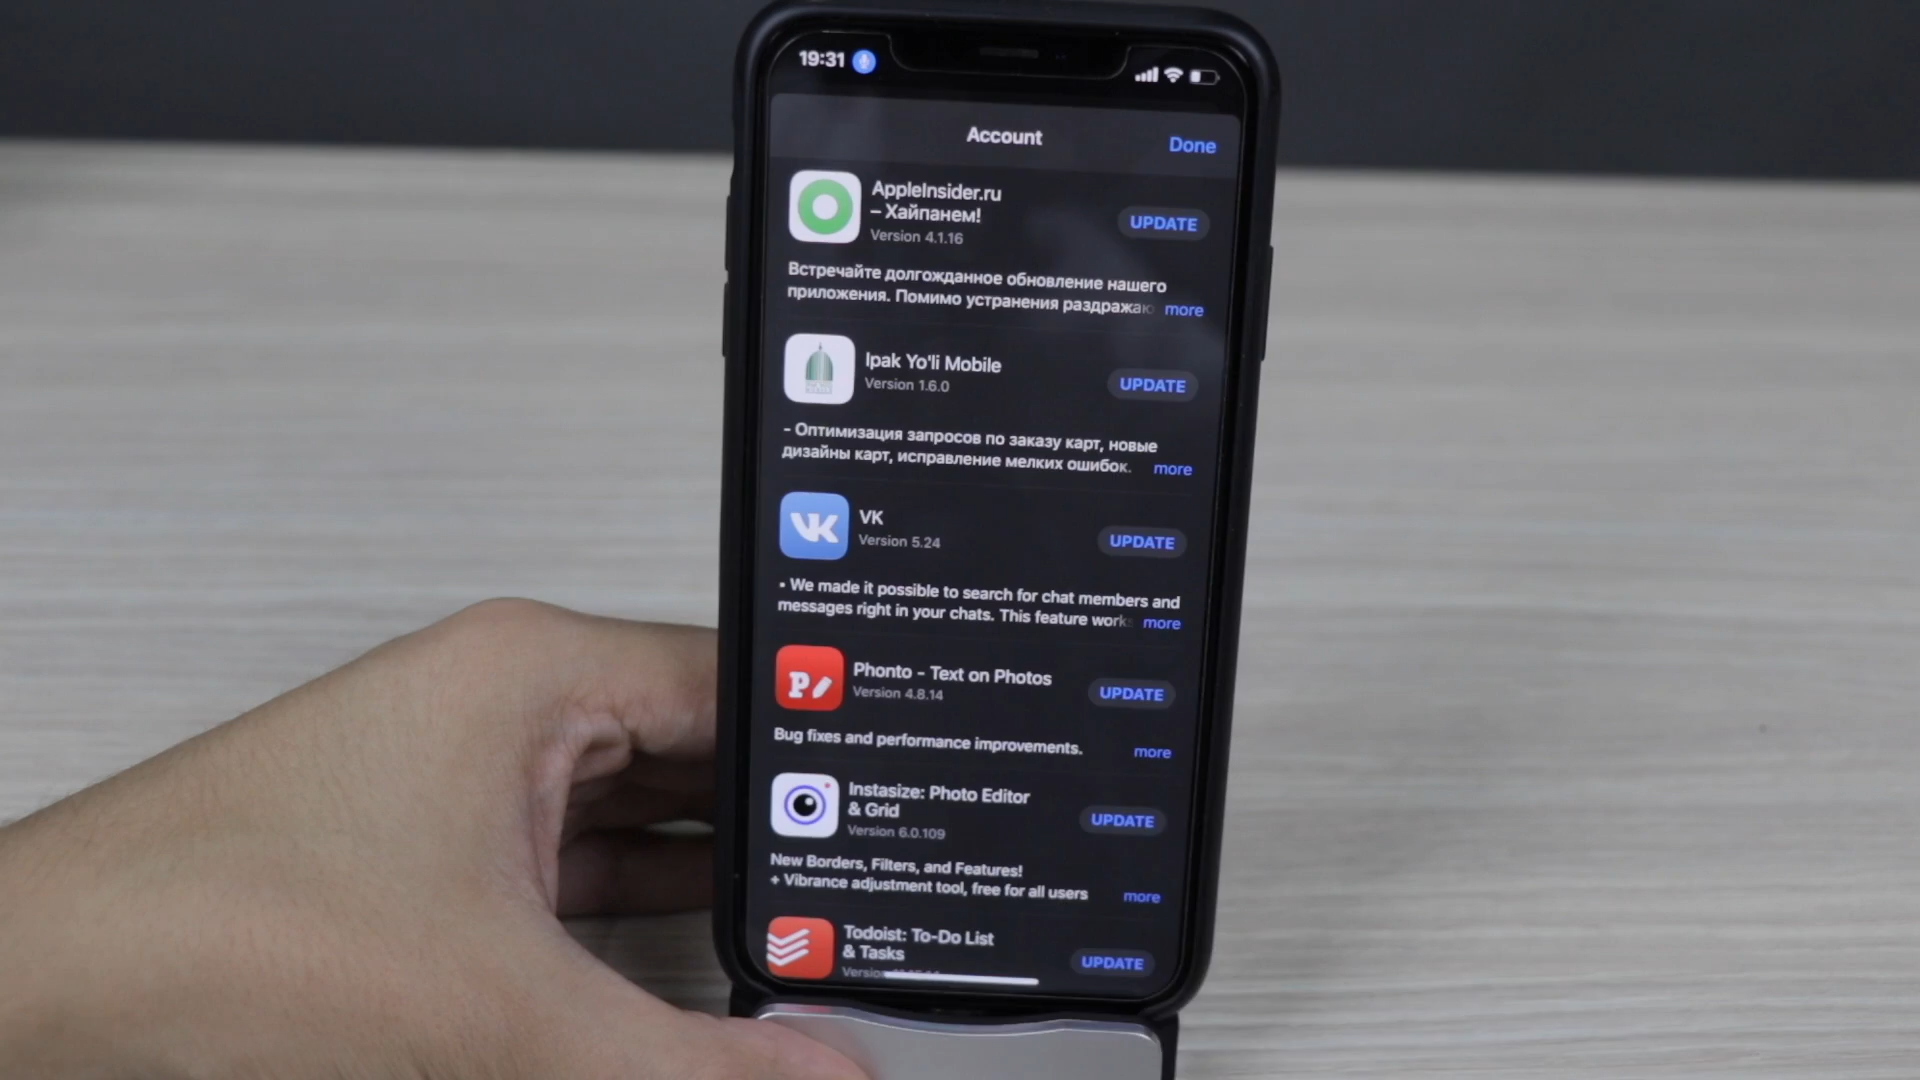 19:31
Account
Done
AppleInsider.ru
– Хайпанем!
Version 4.1.16
UPDATE
Встречайте долгожданное обновление нашего
приложения. Помимо устранения more
Ipak Yo'li Mobile
Version 1.6.0
UPDATE
- Оптимизация запросов по заказу карт, новые
дизайны карт, исправление мелких ошибок. more
VK
VK
Version 5.24
UPDATE
• We made it possible to search for chat members and
messages right in your chats. This feature work more
P
Phonto - Text on Photos
Version 4.8.14
UPDATE
Bug fixes and performance improvements. more
Instasize: Photo Editor
& Grid
Version 6.0.109
UPDATE
New Borders, Filters, and Features!
+ Vibrance adjustment tool, free for all users more
Todoist: To-Do List
& Tasks
UPDATE